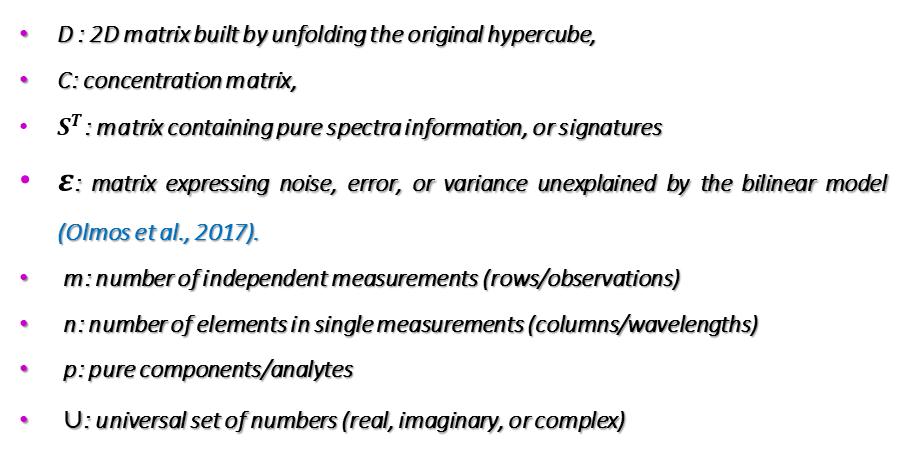 • D : 2D matrix built by unfolding the original hypercube,
• C: concentration matrix,
• Sᵀ : matrix containing pure spectra information, or signatures
• ℇ: matrix expressing noise, error, or variance unexplained by the bilinear model
(Olmos et al., 2017).
• m: number of independent measurements (rows/observations)
• n: number of elements in single measurements (columns/wavelengths)
• p: pure components/analytes
• ∪: universal set of numbers (real, imaginary, or complex)